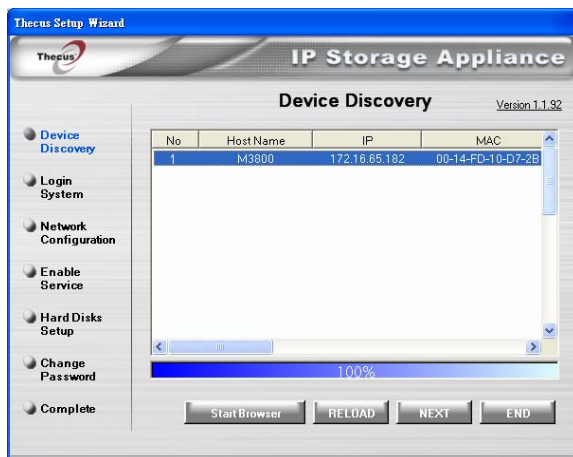 Thecus Setup Wizard
Thecus
IP Storage Appliance
Device Discovery
Version 1.1.92
Device
Discovery
Login
System
Network
Configuration
Enable
Service
Hard Disks
Setup
Change
Password
Complete
No Host Name IP MAC
1 M3800 172.16.65.182 00-14-FD-10-D7-2B
100%
Start Browser RELOAD NEXT END